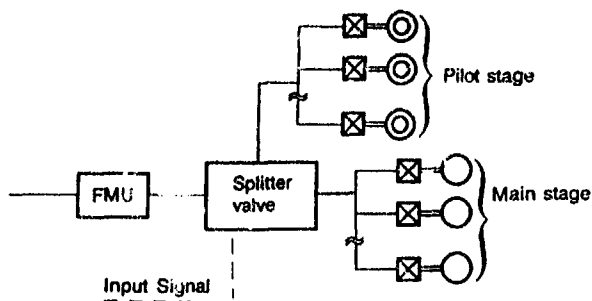 Pilot stage
FMU
Splitter
valve
Main stage
Input Signal